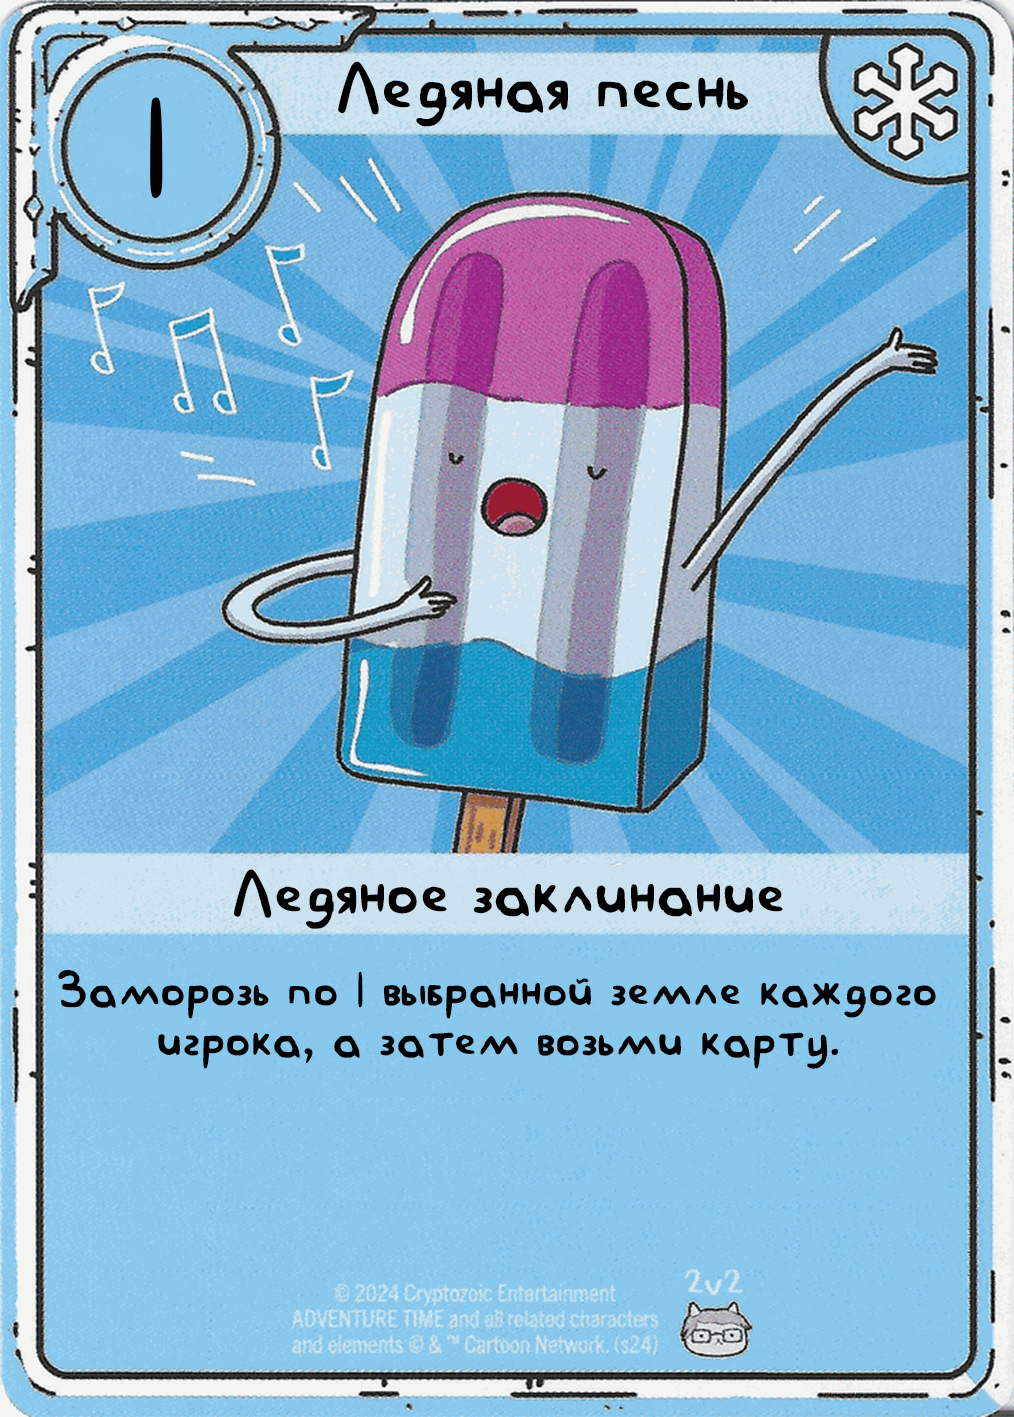 1
Ледяная песнь
Ледяное заклинание
Заморозь по 1 выбранной земле каждого
игрока, а затем возьми карту.
© 2024 Cryptozoic Entertainment
ADVENTURE TIME and all related characters
and elements © & ™ Cartoon Network. (s24)
2v2